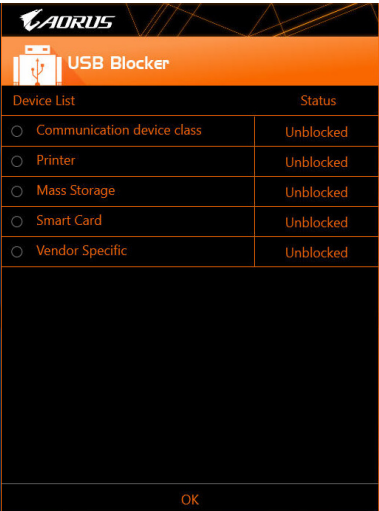 AORUS
USB Blocker
Device List Status
Communication device class Unblocked
Printer Unblocked
Mass Storage Unblocked
Smart Card Unblocked
Vendor Specific Unblocked
OK